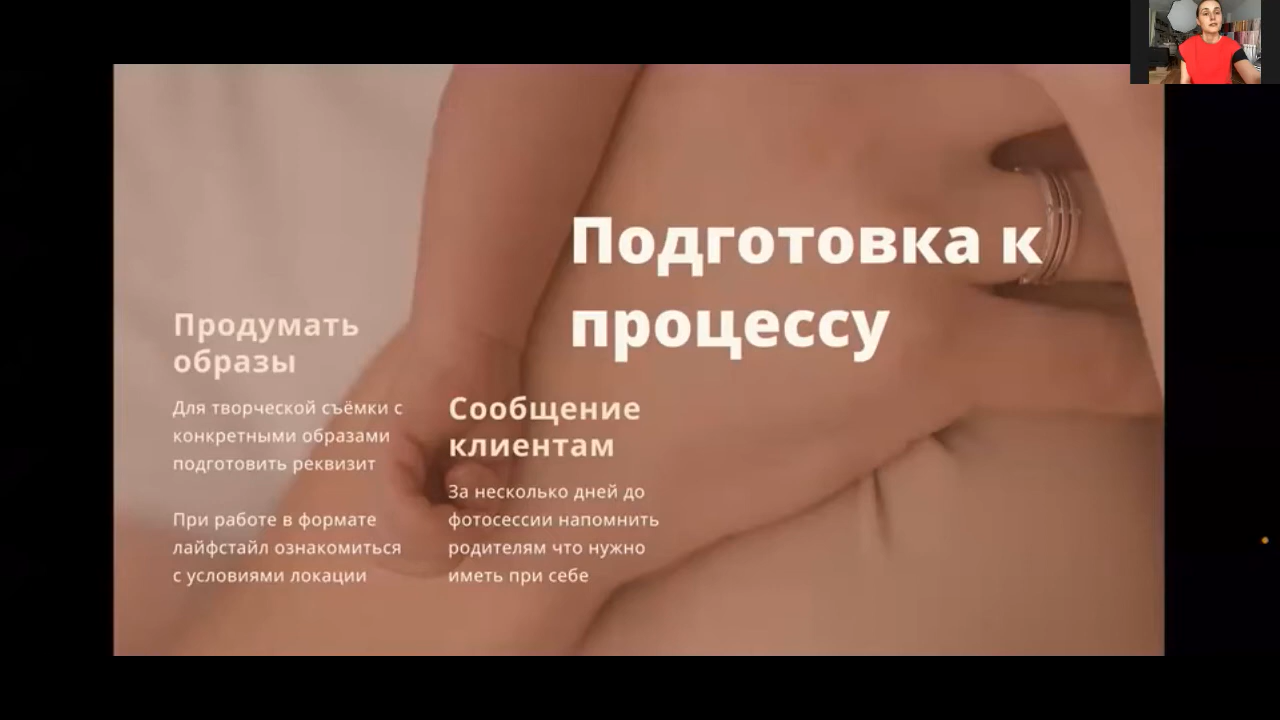 Подготовка к
процессу
Продумать
образы
Для творческой съёмки с
конкретными образами
подготовить реквизит
При работе в формате
лайфстайл ознакомиться
с условиями локации
Сообщение
клиентам
За несколько дней до
фотосессии напомнить
родителям что нужно
иметь при себе